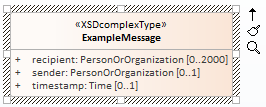 «XSDcomplexType»
ExampleMessage
+ recipient: PersonOrOrganization [0..2000]
+ sender: PersonOrOrganization [0..1]
+ timestamp: Time [0..1]